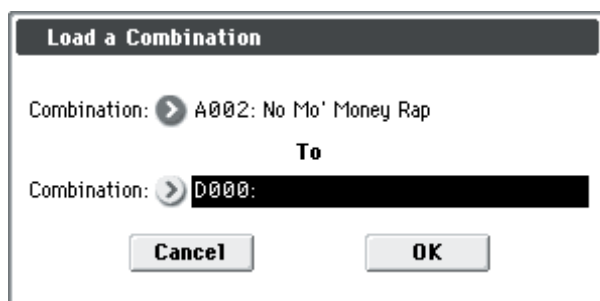 Load a Combination
Combination: A002: No Mo' Money Rap
To
Combination: D000:
Cancel OK